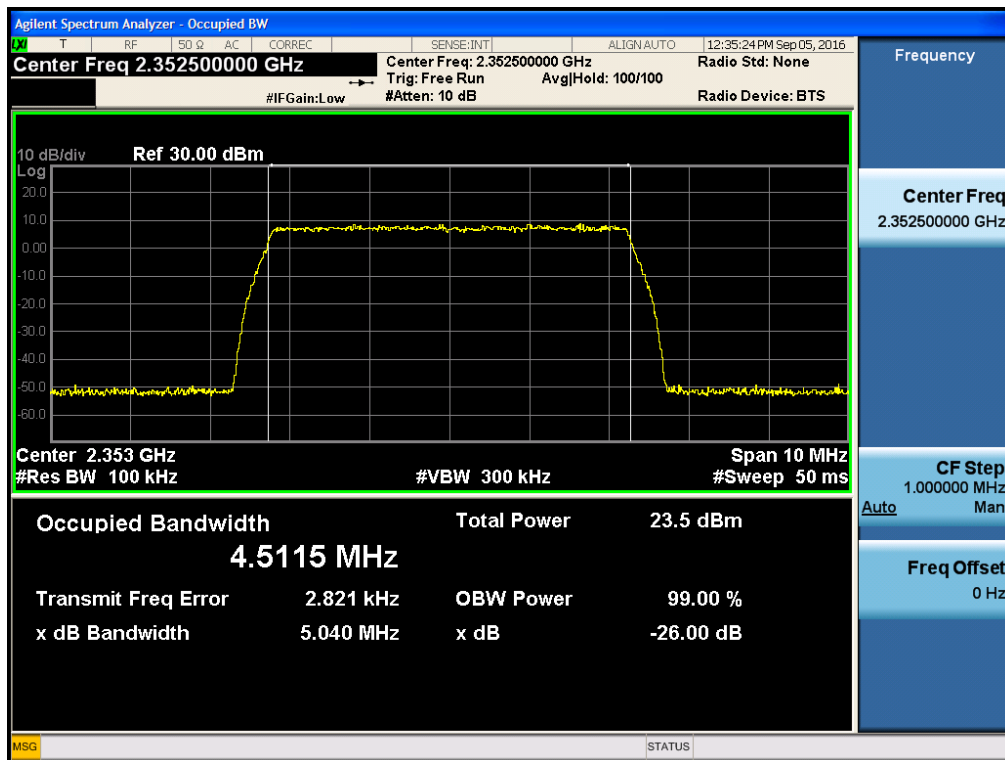 Agilent Spectrum Analyzer - Occupied BW
LXI T RF 50 Ω AC CORREC SENSE:INT ALIGN AUTO 12:35:24 PM Sep 05, 2016
Center Freq 2.352500000 GHz
Center Freq: 2.352500000 GHz Radio Std: None
Trig: Free Run Avg|Hold: 100/100
#IFGain:Low #Atten: 10 dB Radio Device: BTS
10 dB/div Ref 30.00 dBm
Log
20.0
10.0
0.00
-10.0
-20.0
-30.0
-40.0
-50.0
-60.0
Center 2.353 GHz Span 10 MHz
#Res BW 100 kHz #VBW 300 kHz #Sweep 50 ms
Occupied Bandwidth Total Power 23.5 dBm
4.5115 MHz
Transmit Freq Error 2.821 kHz OBW Power 99.00 %
x dB Bandwidth 5.040 MHz x dB -26.00 dB
MSG STATUS
Frequency
Center Freq
2.352500000 GHz
CF Step
1.000000 MHz
Auto Man
Freq Offset
0 Hz